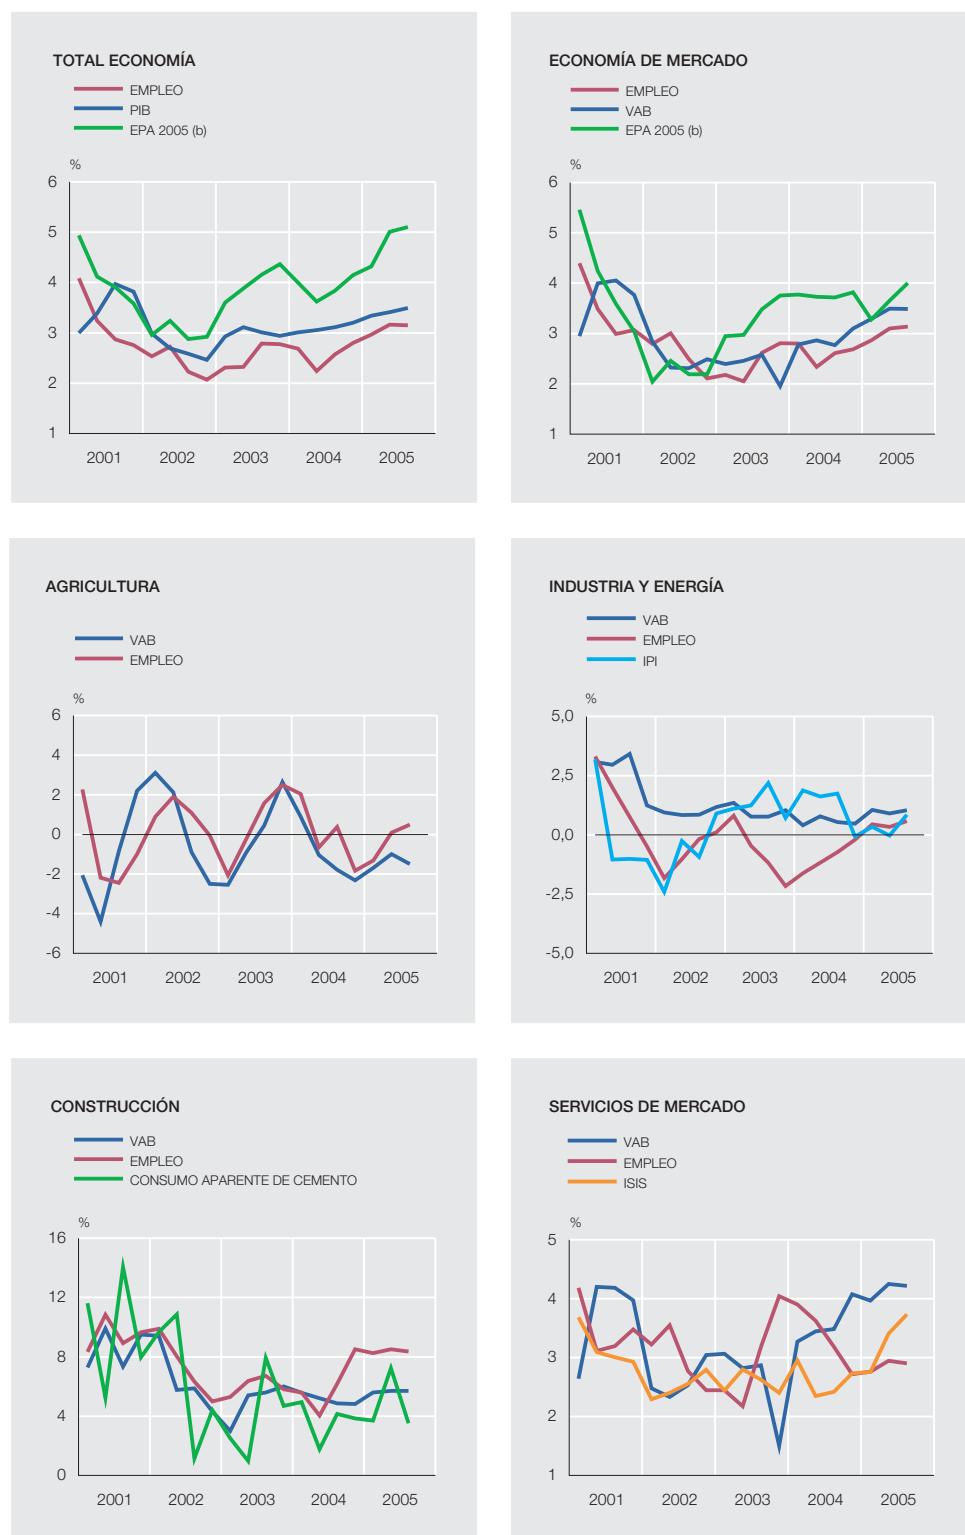 TOTAL ECONOMÍA
EMPLEO
PIB
EPA 2005 (b)
%
6
5
4
3
2
1
2001 2002 2003 2004 2005
ECONOMÍA DE MERCADO
EMPLEO
VAB
EPA 2005 (b)
%
6
5
4
3
2
1
2001 2002 2003 2004 2005
AGRICULTURA
VAB
EMPLEO
%
6
4
2
0
-2
-4
-6
2001 2002 2003 2004 2005
INDUSTRIA Y ENERGÍA
VAB
EMPLEO
IPI
%
5,0
2,5
0,0
-2,5
-5,0
2001 2002 2003 2004 2005
CONSTRUCCIÓN
VAB
EMPLEO
CONSUMO APARENTE DE CEMENTO
%
16
12
8
4
0
2001 2002 2003 2004 2005
SERVICIOS DE MERCADO
VAB
EMPLEO
ISIS
%
5
4
3
2
1
2001 2002 2003 2004 2005